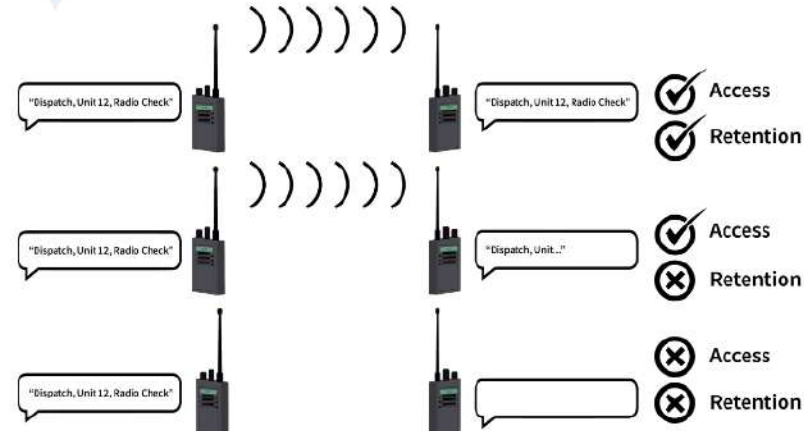 "Dispatch, Unit 12, Radio Check"
"Dispatch, Unit 12, Radio Check"
Access
Retention
"Dispatch, Unit 12, Radio Check"
"Dispatch, Unit..."
Access
Retention
"Dispatch, Unit 12, Radio Check"
Access
Retention